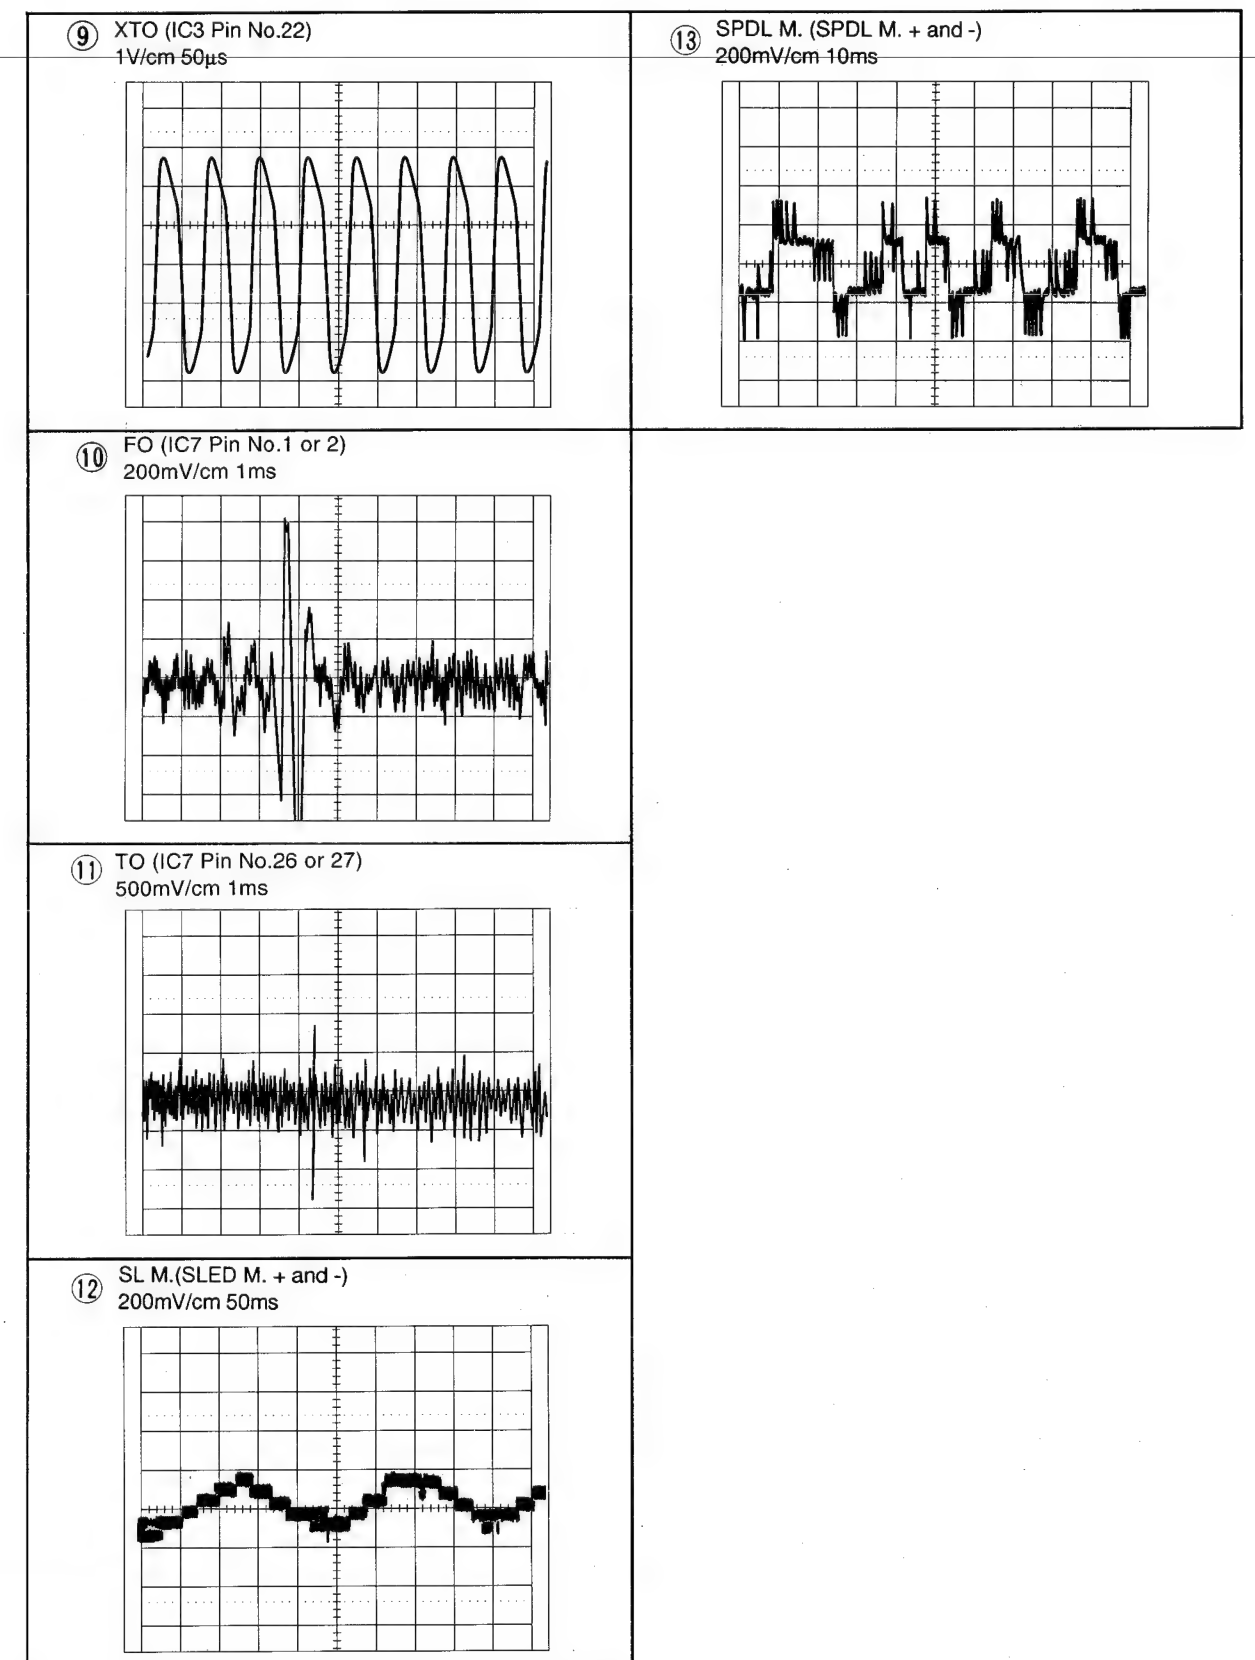 ⑨ XTO (IC3 Pin No.22)
1V/cm 50µs
⑩ FO (IC7 Pin No.1 or 2)
200mV/cm 1ms
⑪ TO (IC7 Pin No.26 or 27)
500mV/cm 1ms
⑫ SL M.(SLED M. + and -)
200mV/cm 50ms
⑬ SPDL M. (SPDL M. + and -)
200mV/cm 10ms